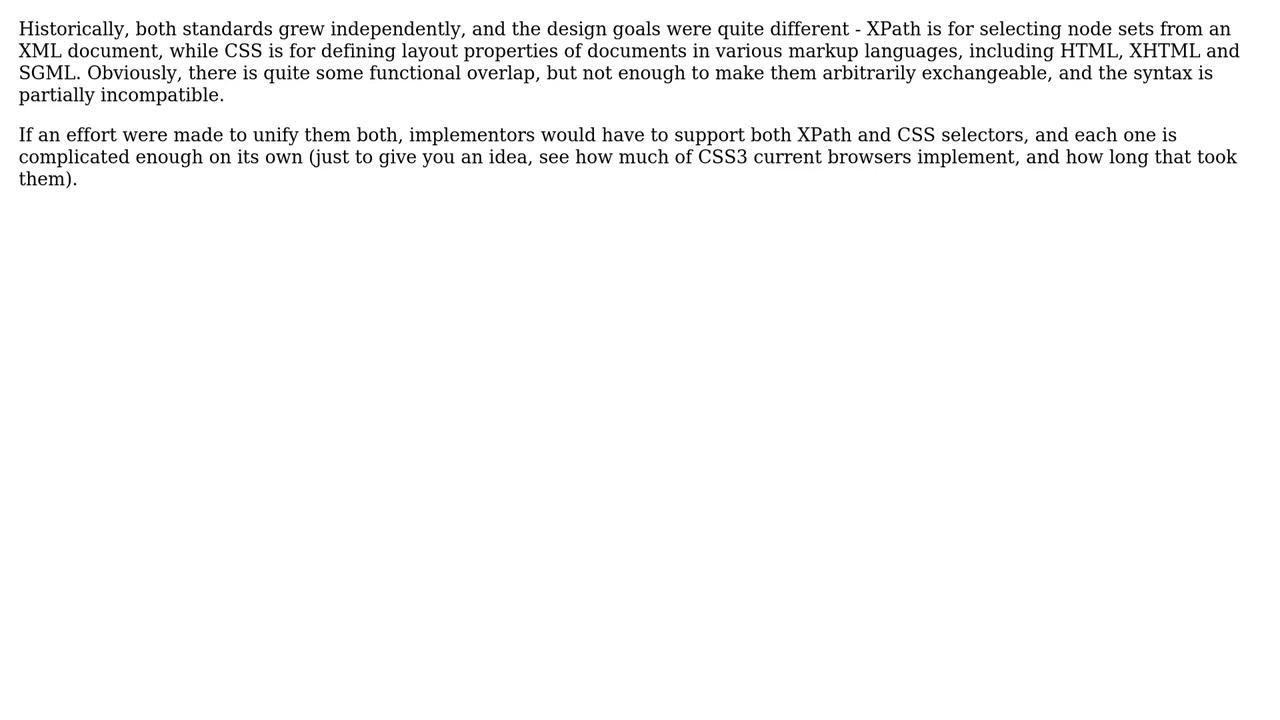 Historically, both standards grew independently, and the design goals were quite different - XPath is for selecting node sets from an
XML document, while CSS is for defining layout properties of documents in various markup languages, including HTML, XHTML and
SGML. Obviously, there is quite some functional overlap, but not enough to make them arbitrarily exchangeable, and the syntax is
partially incompatible.
If an effort were made to unify them both, implementors would have to support both XPath and CSS selectors, and each one is
complicated enough on its own (just to give you an idea, see how much of CSS3 current browsers implement, and how long that took
them).